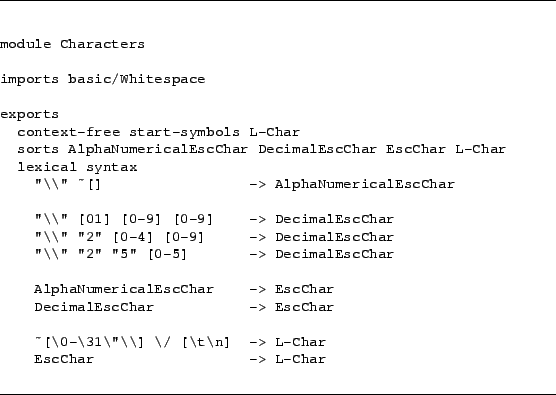 module Characters
imports basic/Whitespace
exports
context-free start-symbols L-Char
sorts AlphaNumericalEscChar DecimalEscChar EscChar L-Char
lexical syntax
"\\" ~[] -> AlphaNumericalEscChar
"\\" [01] [0-9] [0-9] -> DecimalEscChar
"\\" "2" [0-4] [0-9] -> DecimalEscChar
"\\" "2" "5" [0-5] -> DecimalEscChar
AlphaNumericalEscChar -> EscChar
DecimalEscChar -> EscChar
~[\0-\31\"\\] \/ [\t\n] -> L-Char
EscChar -> L-Char